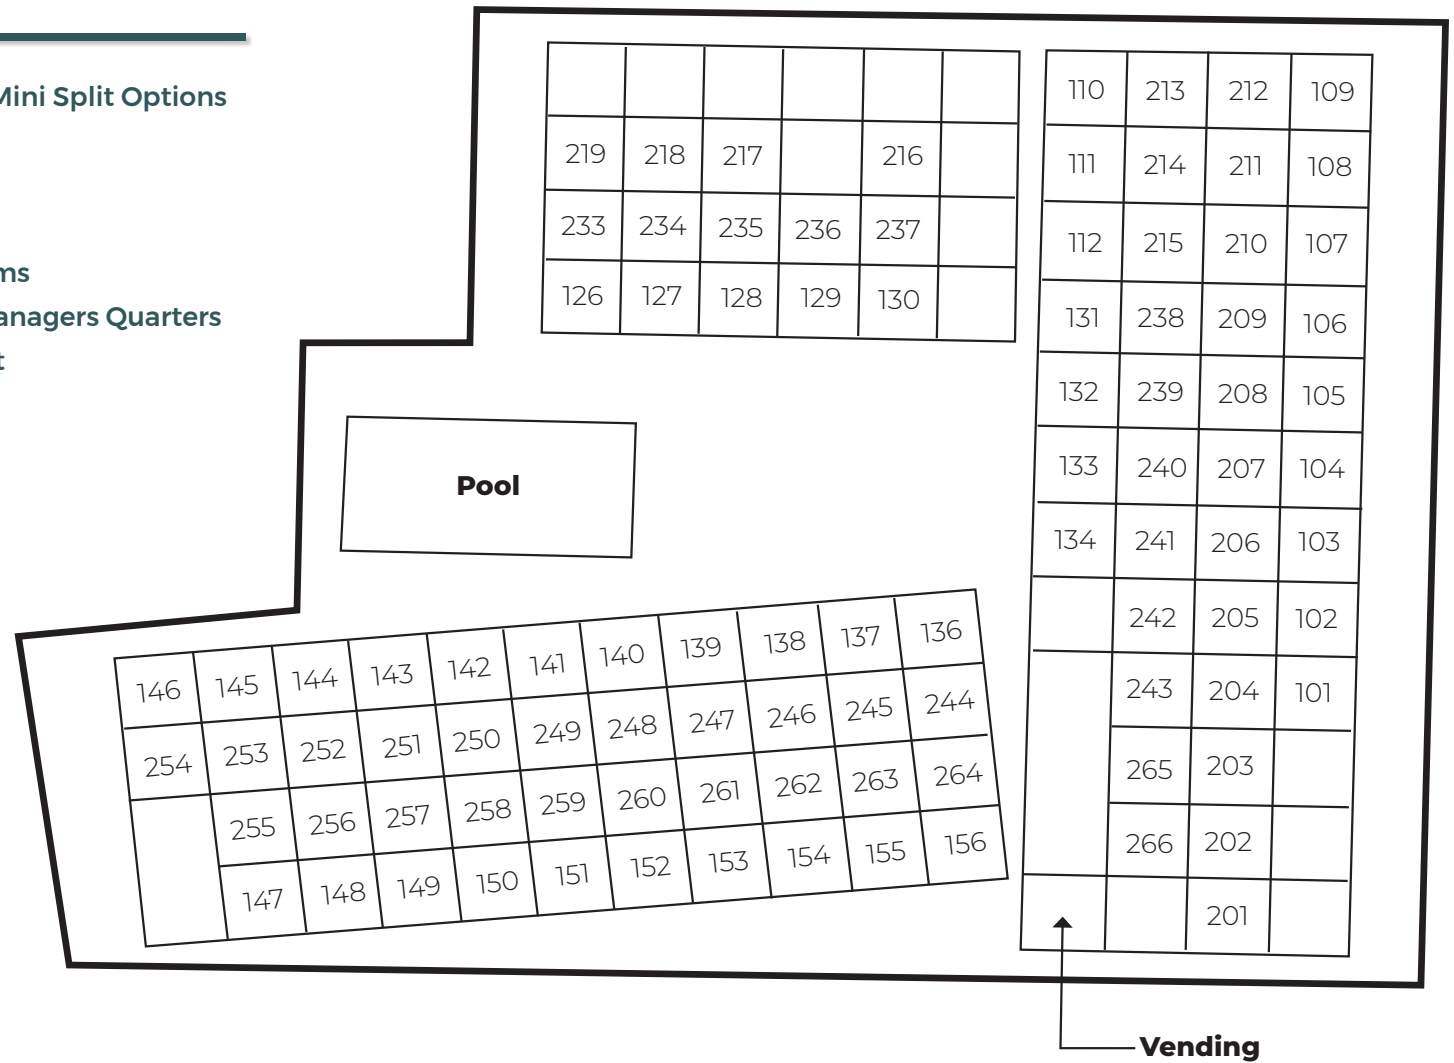 Mini Split Options
ms
anagers Quarters
t
219 218 217 216
233 234 235 236 237
126 127 128 129 130
110 213 212 109
111 214 211 108
112 215 210 107
131 238 209 106
132 239 208 105
133 240 207 104
134 241 206 103
242 205 102
243 204 101
265 203
266 202
201
Pool
146 145 144 143 142 141 140 139 138 137 136
254 253 252 251 250 249 248 247 246 245 244
255 256 257 258 259 260 261 262 263 264
147 148 149 150 151 152 153 154 155 156
Vending